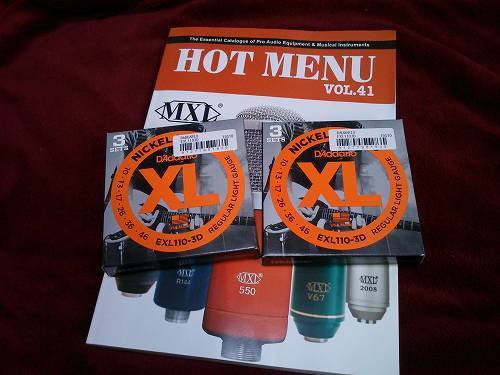 The Essential Catalogue of Pro Audio Equipment & Musical Instruments
HOT MENU
VOL.41
MXL
3
SETS
NICKEL
D'Addario
XL
10·13·17·26·36·46
REGULAR LIGHT GAUGE
EXL110-3D
3
SETS
NICKEL
D'Addario
XL
10·13·17·26·36·46
REGULAR LIGHT GAUGE
EXL110-3D
MXL
R144
MXL
550
MXL
V67
MXL
2006